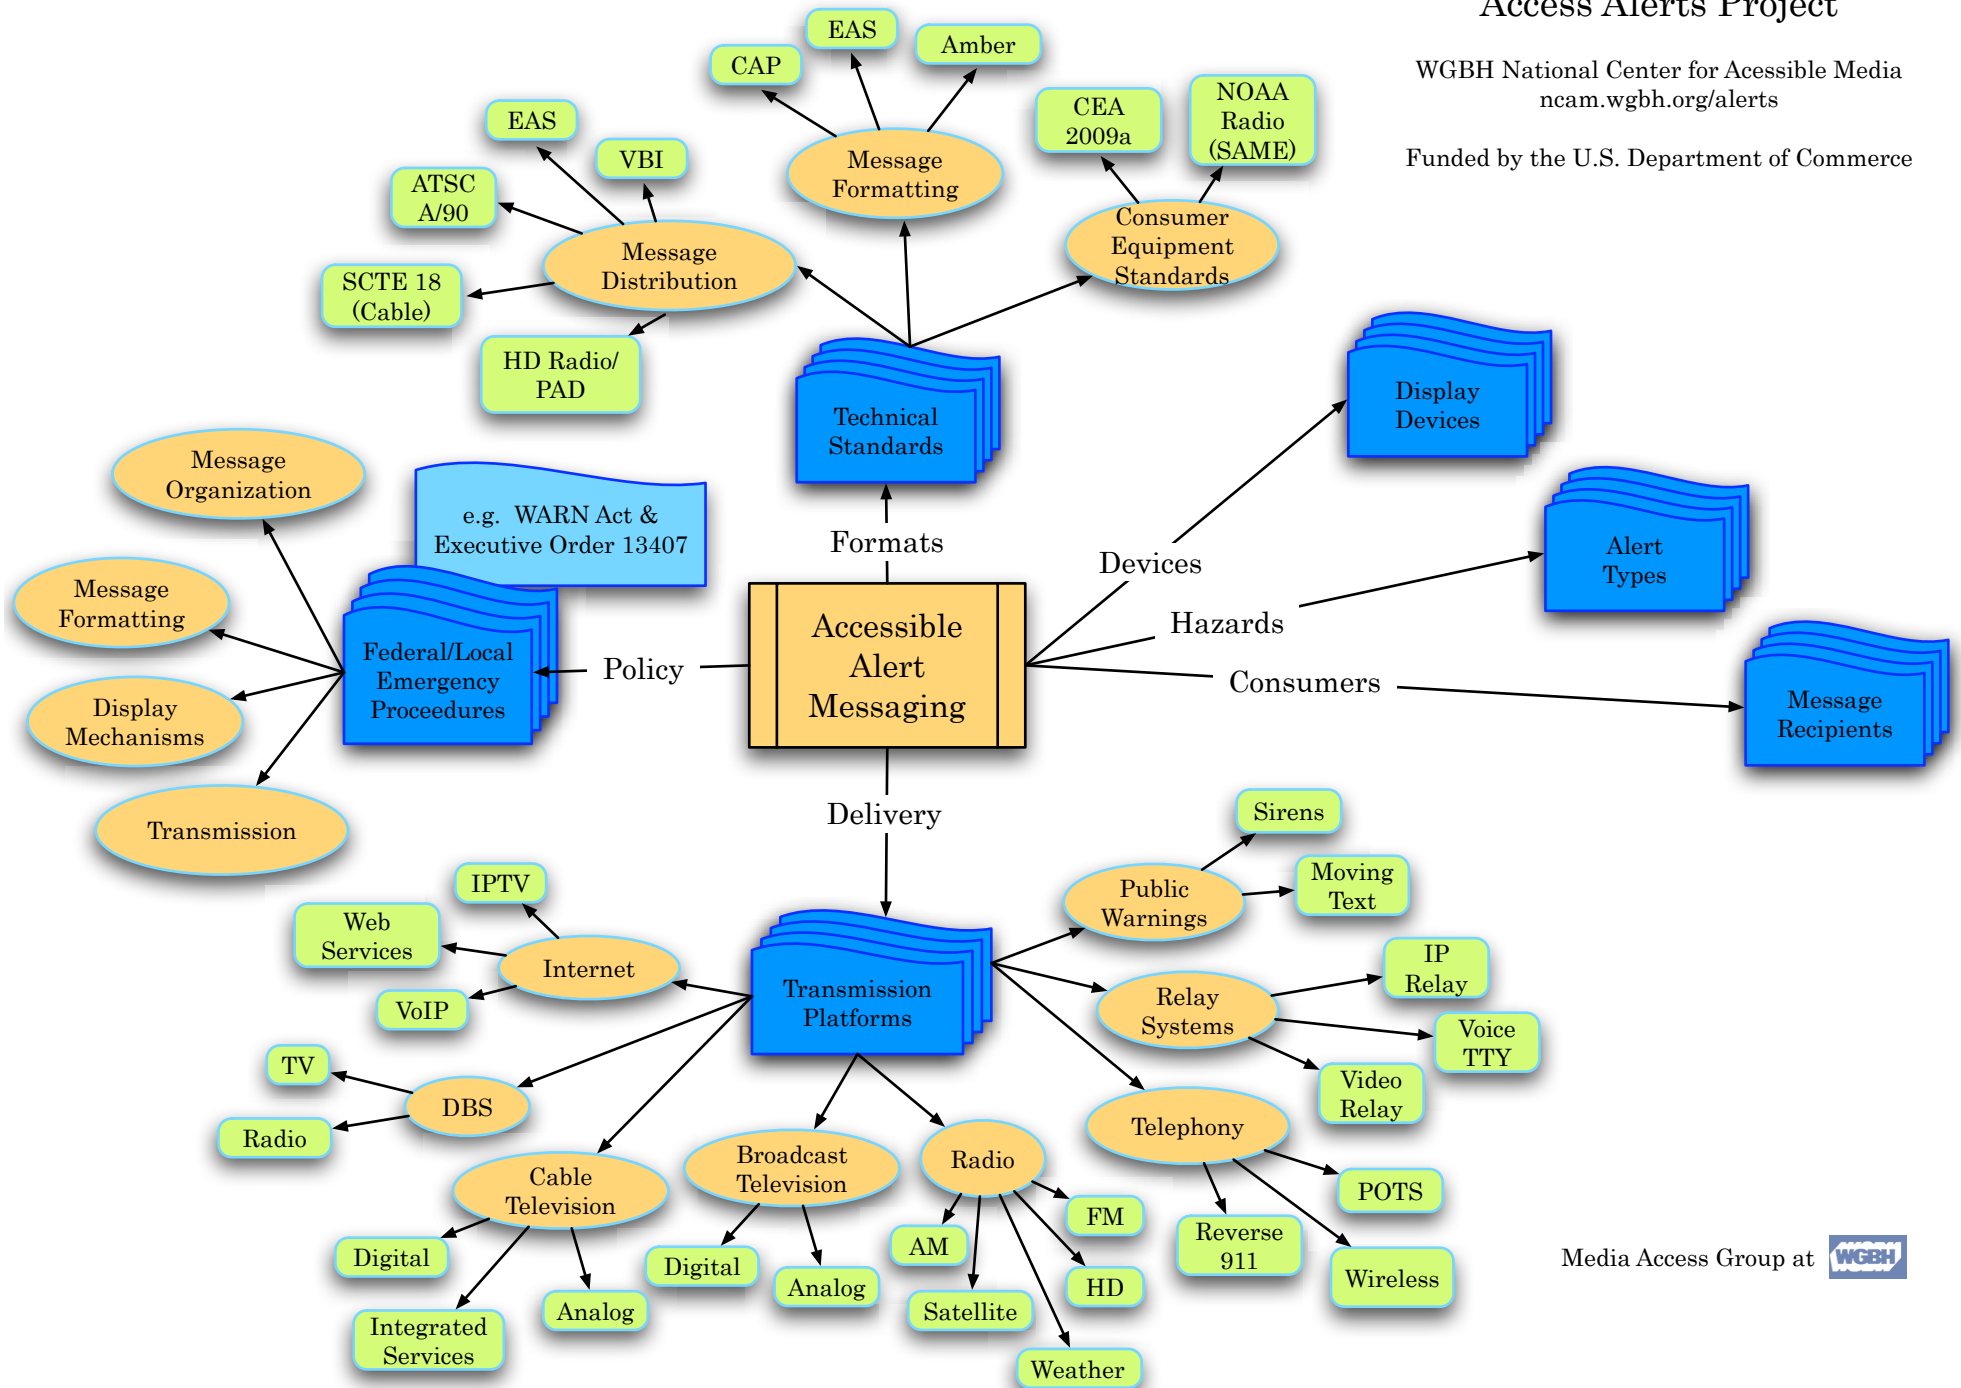 Access Alerts Project
WGBH National Center for Acessible Media
ncam.wgbh.org/alerts
Funded by the U.S. Department of Commerce
EAS
Amber
CAP
Message
Formatting
CEA
2009a
NOAA
Radio
(SAME)
Consumer
Equipment
Standards
EAS
VBI
ATSC
A/90
SCTE 18
(Cable)
HD Radio/
PAD
Message
Distribution
Technical
Standards
Display
Devices
Alert
Types
Message
Recipients
Message
Organization
Message
Formatting
Display
Mechanisms
Transmission
e.g. WARN Act &
Executive Order 13407
Federal/Local
Emergency
Proceedures
Formats
Devices
Hazards
Consumers
Policy
Accessible
Alert
Messaging
Delivery
Transmission
Platforms
Sirens
Moving
Text
Public
Warnings
IP
Relay
Voice
TTY
Video
Relay
Relay
Systems
Telephony
POTS
Wireless
Reverse
911
IPTV
Web
Services
VoIP
Internet
TV
Radio
DBS
Cable
Television
Digital
Integrated
Services
Analog
Broadcast
Television
Digital
Analog
Radio
AM
FM
HD
Satellite
Weather
Media Access Group at
WGBH